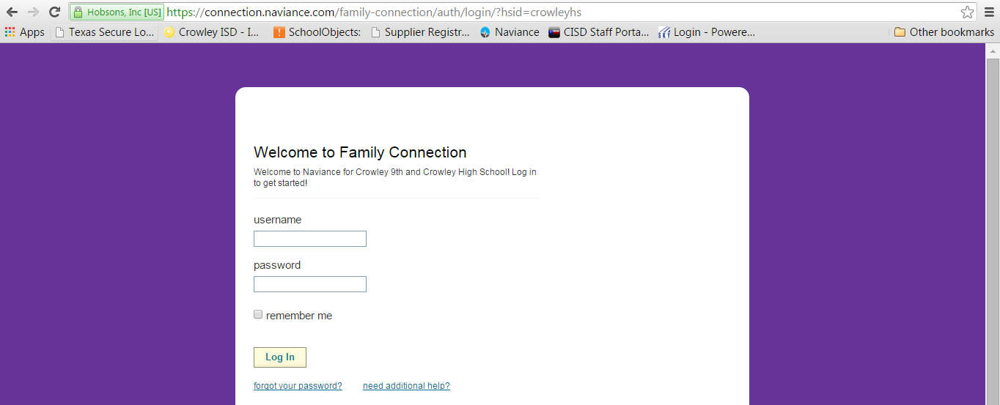 Hobsons, Inc [US] https://connection.naviance.com/family-connection/auth/login/?hsid=crowleyhs
Apps Texas Secure Lo... Crowley ISD - I... SchoolObjects: Supplier Registr... Naviance CISD Staff Porta... Login - Powere... Other bookmarks
Welcome to Family Connection
Welcome to Naviance for Crowley 9th and Crowley High School! Log in
to get started!
username
password
remember me
Log In
forgot your password? need additional help?